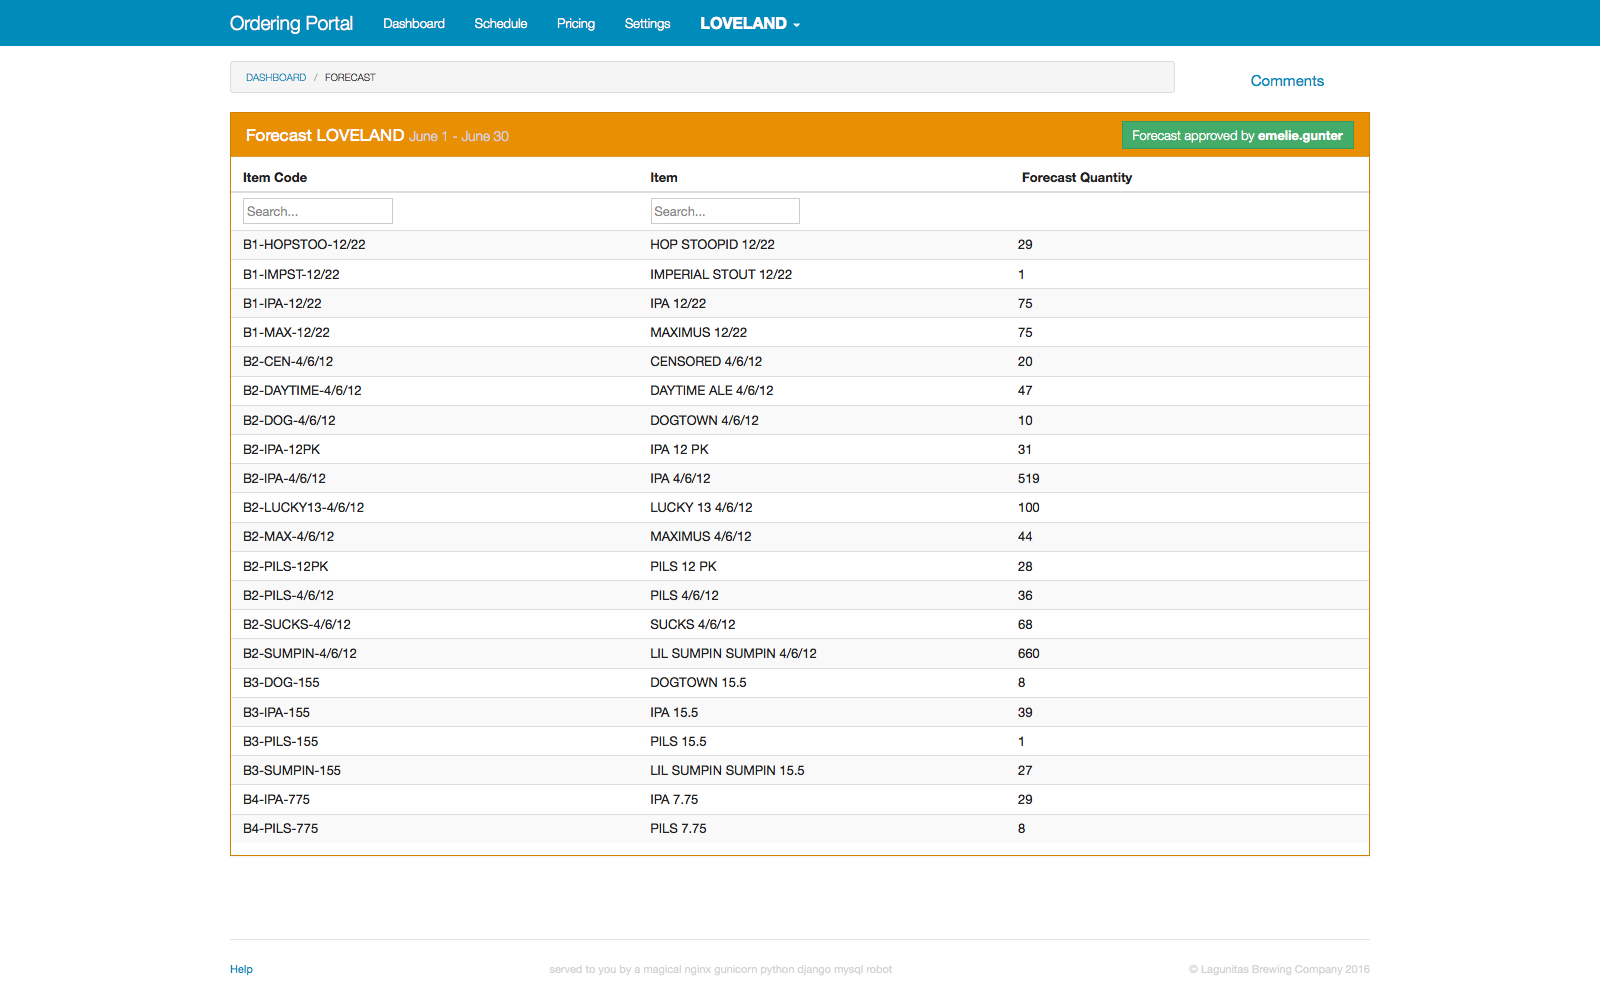 Ordering Portal Dashboard Schedule Pricing Settings LOVELAND
DASHBOARD / FORECAST
Comments
Forecast LOVELAND June 1 - June 30
Forecast approved by emelie.gunter
Item Code Item Forecast Quantity
Search... Search...
B1-HOPSTOO-12/22 HOP STOOPID 12/22 29
B1-IMPST-12/22 IMPERIAL STOUT 12/22 1
B1-IPA-12/22 IPA 12/22 75
B1-MAX-12/22 MAXIMUS 12/22 75
B2-CEN-4/6/12 CENSORED 4/6/12 20
B2-DAYTIME-4/6/12 DAYTIME ALE 4/6/12 47
B2-DOG-4/6/12 DOGTOWN 4/6/12 10
B2-IPA-12PK IPA 12 PK 31
B2-IPA-4/6/12 IPA 4/6/12 519
B2-LUCKY13-4/6/12 LUCKY 13 4/6/12 100
B2-MAX-4/6/12 MAXIMUS 4/6/12 44
B2-PILS-12PK PILS 12 PK 28
B2-PILS-4/6/12 PILS 4/6/12 36
B2-SUCKS-4/6/12 SUCKS 4/6/12 68
B2-SUMPIN-4/6/12 LIL SUMPIN SUMPIN 4/6/12 660
B3-DOG-155 DOGTOWN 15.5 8
B3-IPA-155 IPA 15.5 39
B3-PILS-155 PILS 15.5 1
B3-SUMPIN-155 LIL SUMPIN SUMPIN 15.5 27
B4-IPA-775 IPA 7.75 29
B4-PILS-775 PILS 7.75 8
Help served to you by a magical nginx gunicorn python django mysql robot © Lagunitas Brewing Company 2016